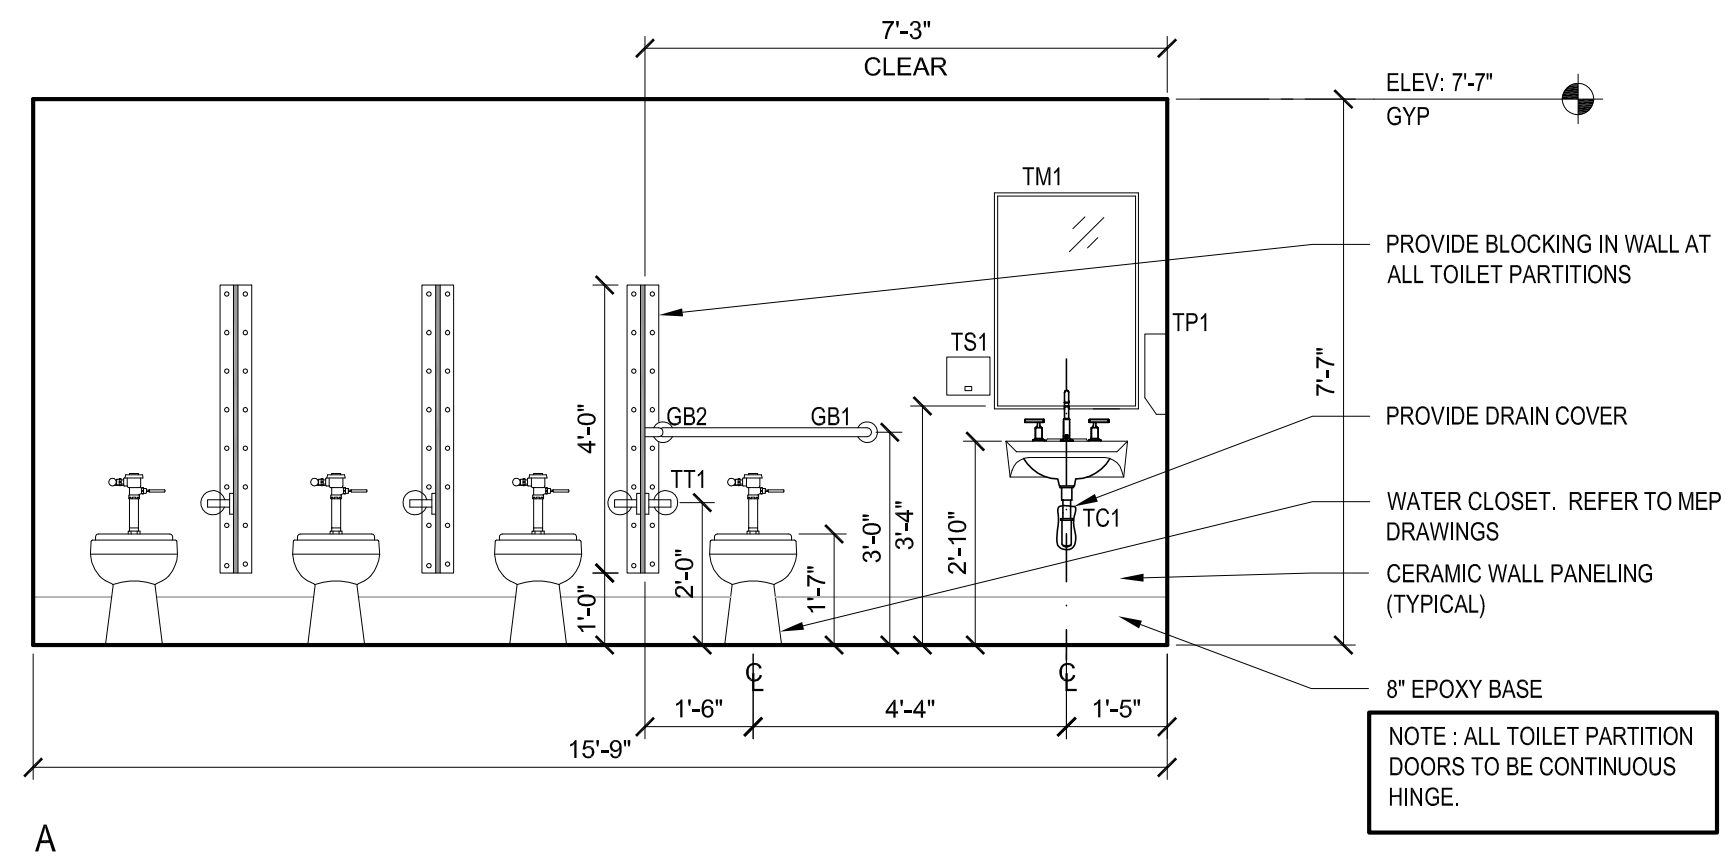 7'-3"
CLEAR
ELEV: 7'-7"
GYP
TM1
PROVIDE BLOCKING IN WALL AT
ALL TOILET PARTITIONS
TP1
TS1
7'-7"
GB2
GB1
4'-0"
PROVIDE DRAIN COVER
TT1
TC1
WATER CLOSET. REFER TO MEP
DRAWINGS
1'-0"
2'-0"
1'-7"
3'-0"
3'-4"
2'-10"
CERAMIC WALL PANELING
(TYPICAL)
CL
CL
8" EPOXY BASE
1'-6"
4'-4"
1'-5"
15'-9"
NOTE : ALL TOILET PARTITION
DOORS TO BE CONTINUOUS
HINGE.
A